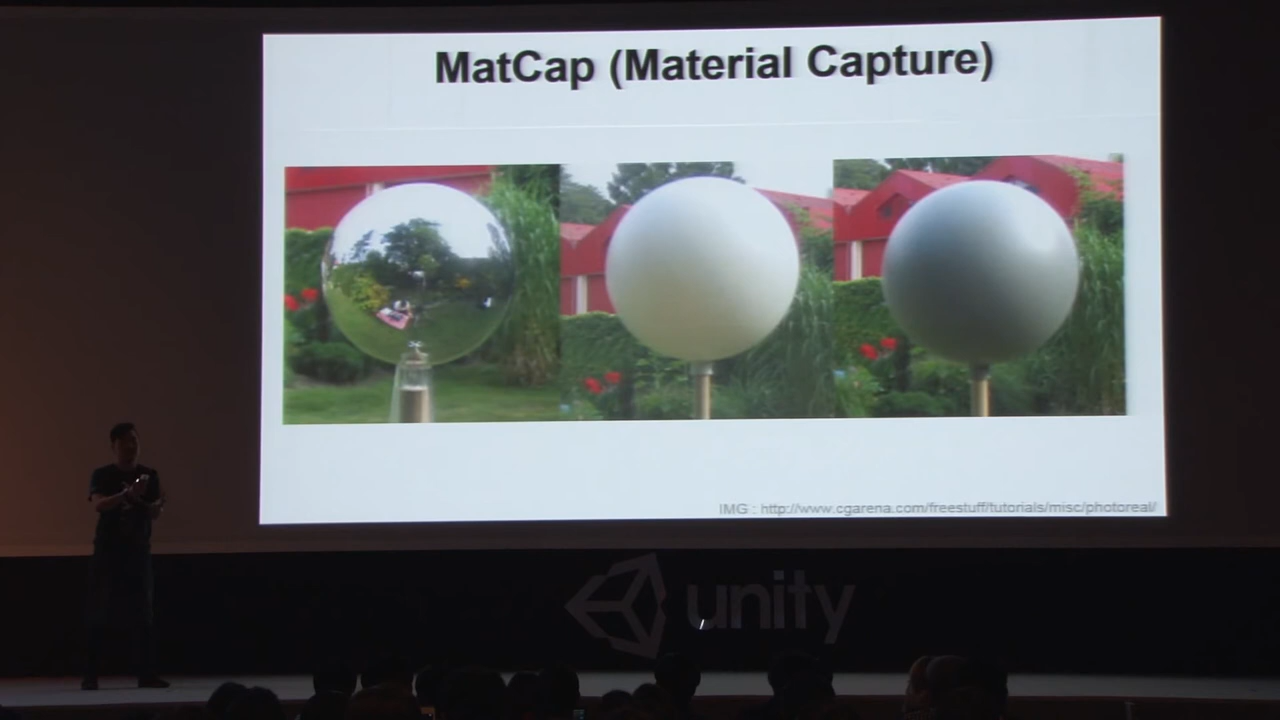 MatCap (Material Capture)
IMG : http://www.cgarena.com/freestuff/tutorials/misc/photoreal/
unity